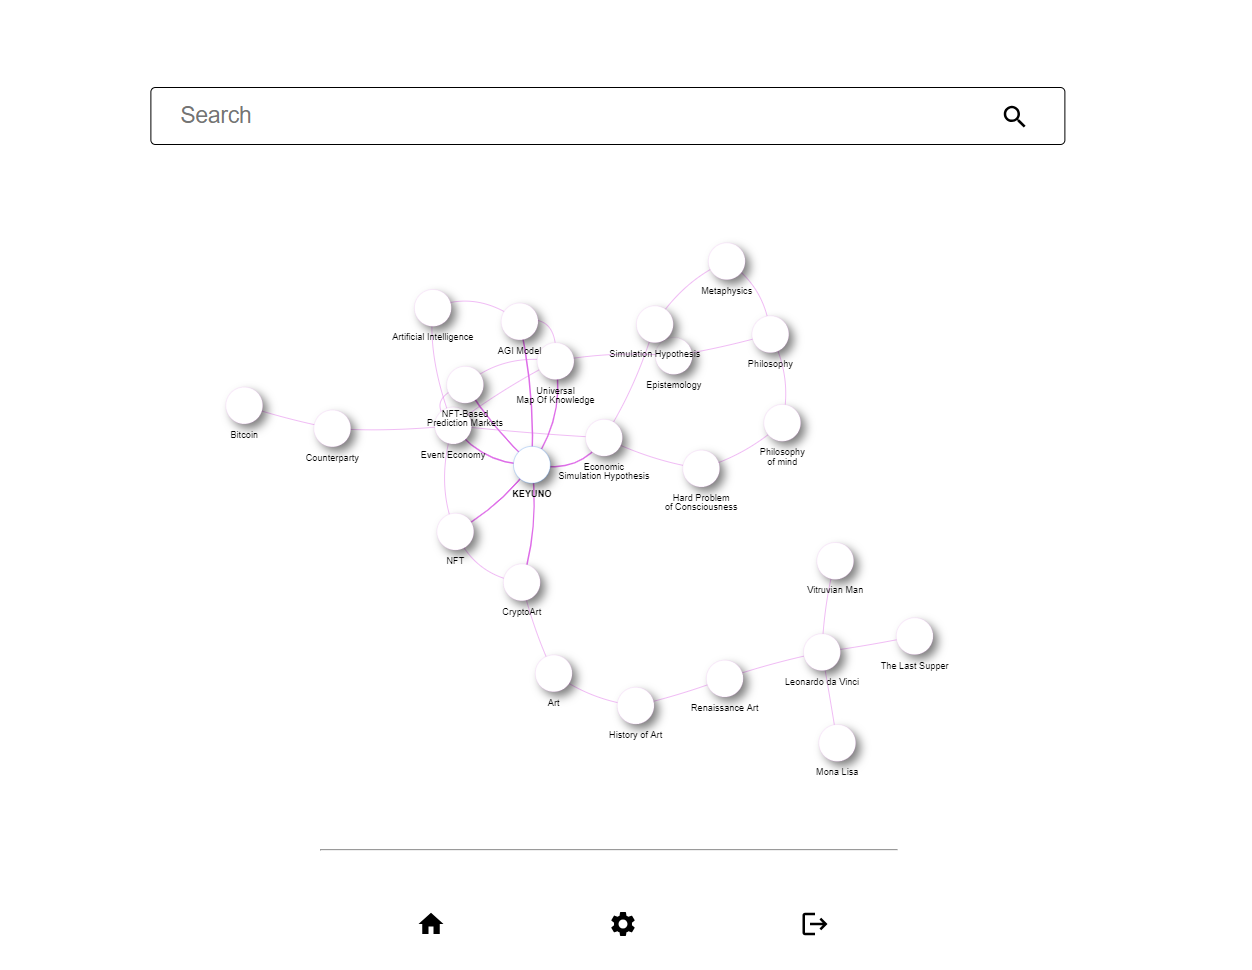 Search
Metaphysics
Artificial Intelligence
AGI Model
Simulation Hypothesis
Philosophy
Epistemology
Universal
Map Of Knowledge
NFT-Based
Prediction Markets
Bitcoin
Counterparty
Event Economy
Economic
Simulation Hypothesis
Philosophy
of mind
KEYUNO
Hard Problem
of Consciousness
NFT
CryptoArt
Vitruvian Man
The Last Supper
Leonardo da Vinci
Art
Renaissance Art
History of Art
Mona Lisa